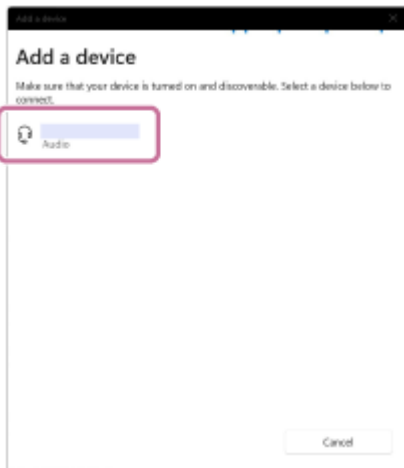 Add a device
Add a device
Make sure that your device is turned on and discoverable. Select a device below to
connect.
Audio
Cancel